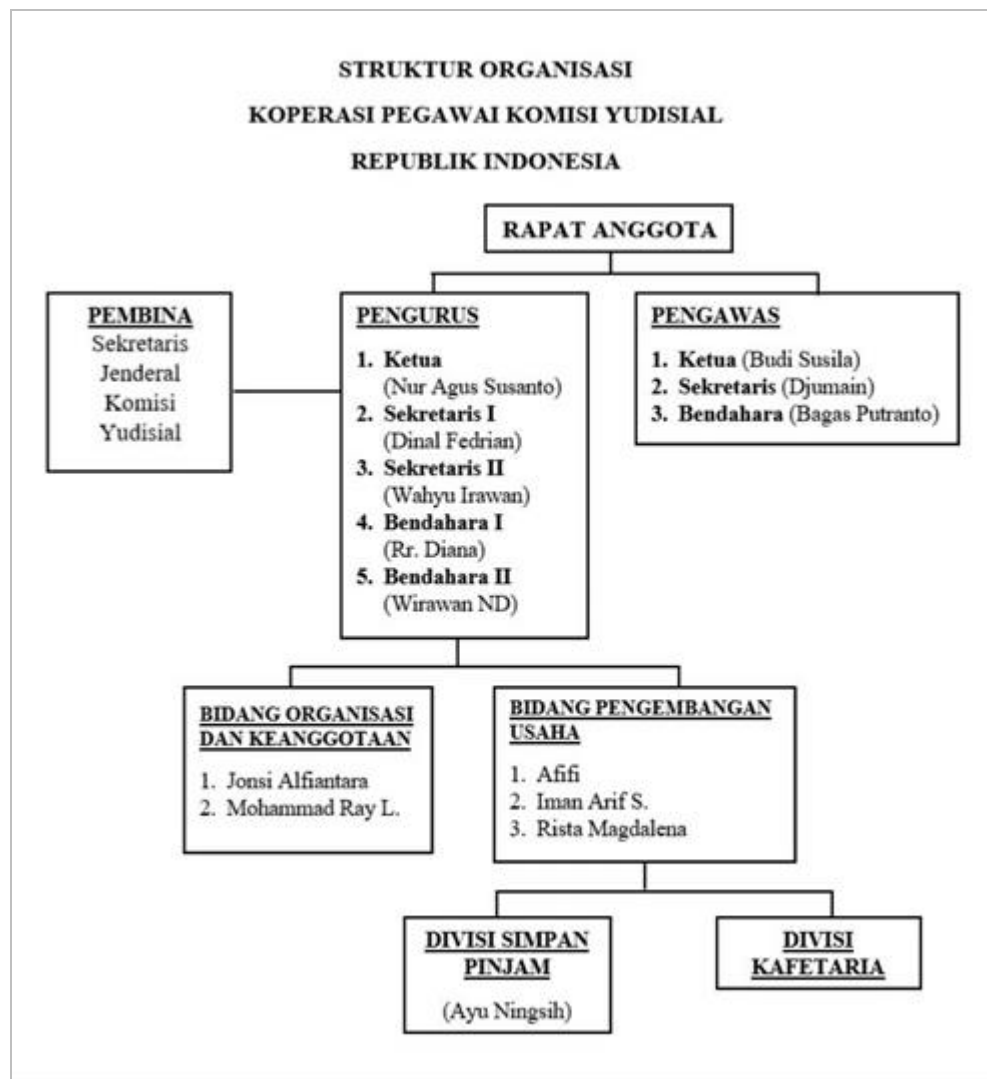 STRUKTUR ORGANISASI
KOPERASI PEGAWAI KOMISI YUDISIAL
REPUBLIK INDONESIA
RAPAT ANGGOTA
PEMBINA
Sekretaris
Jenderal
Komisi
Yudisial
PENGURUS
1. Ketua
(Nur Agus Susanto)
2. Sekretaris I
(Dinal Fedrian)
3. Sekretaris II
(Wahyu Irawan)
4. Bendahara I
(Rr. Diana)
5. Bendahara II
(Wirawan ND)
PENGAWAS
1. Ketua (Budi Susila)
2. Sekretaris (Djumain)
3. Bendahara (Bagas Putranto)
BIDANG ORGANISASI
DAN KEANGGOTAAN
1. Jonsi Alfiantara
2. Mohammad Ray L.
BIDANG PENGEMBANGAN
USAHA
1. Afifi
2. Iman Arif S.
3. Rista Magdalena
DIVISI SIMPAN
PINJAM
(Ayu Ningsih)
DIVISI
KAFETARIA